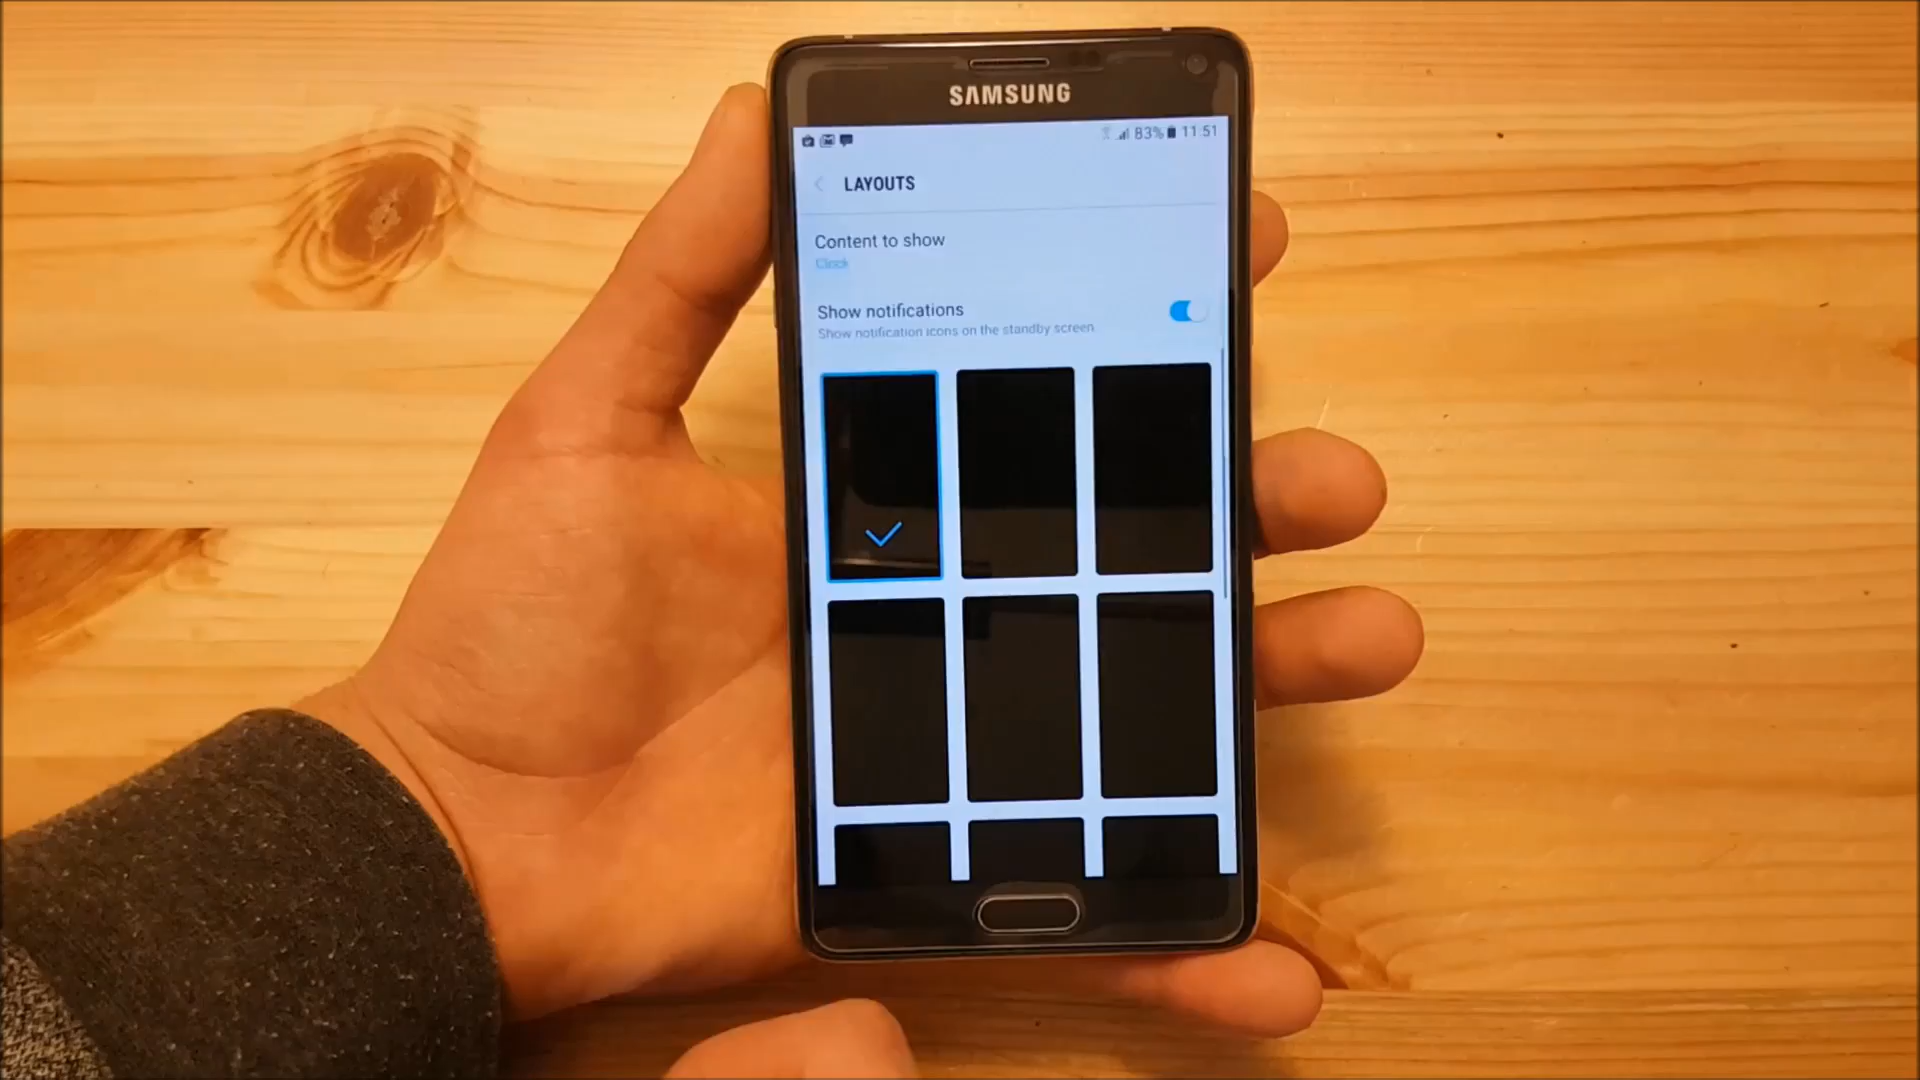 SAMSUNG
83% 11:51
LAYOUTS
Content to show
Clock
Show notifications
Show notification icons on the standby screen